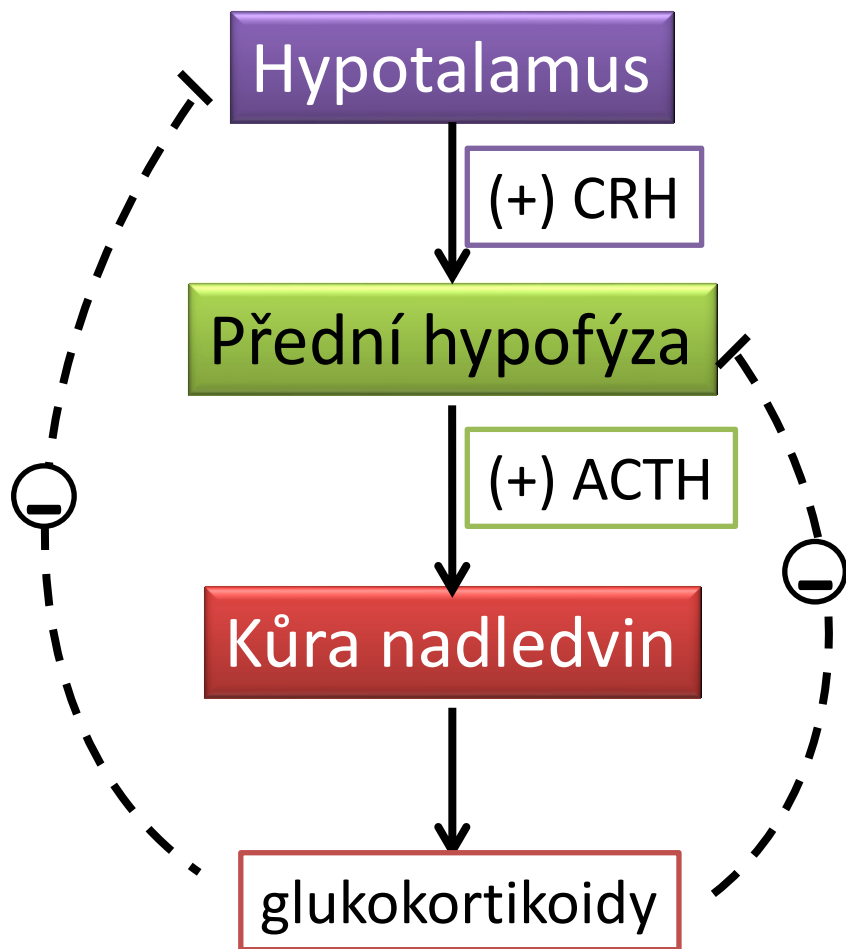 Hypotalamus
(+) CRH
Přední hypofýza
(+) ACTH
Kůra nadledvin
glukokortikoidy